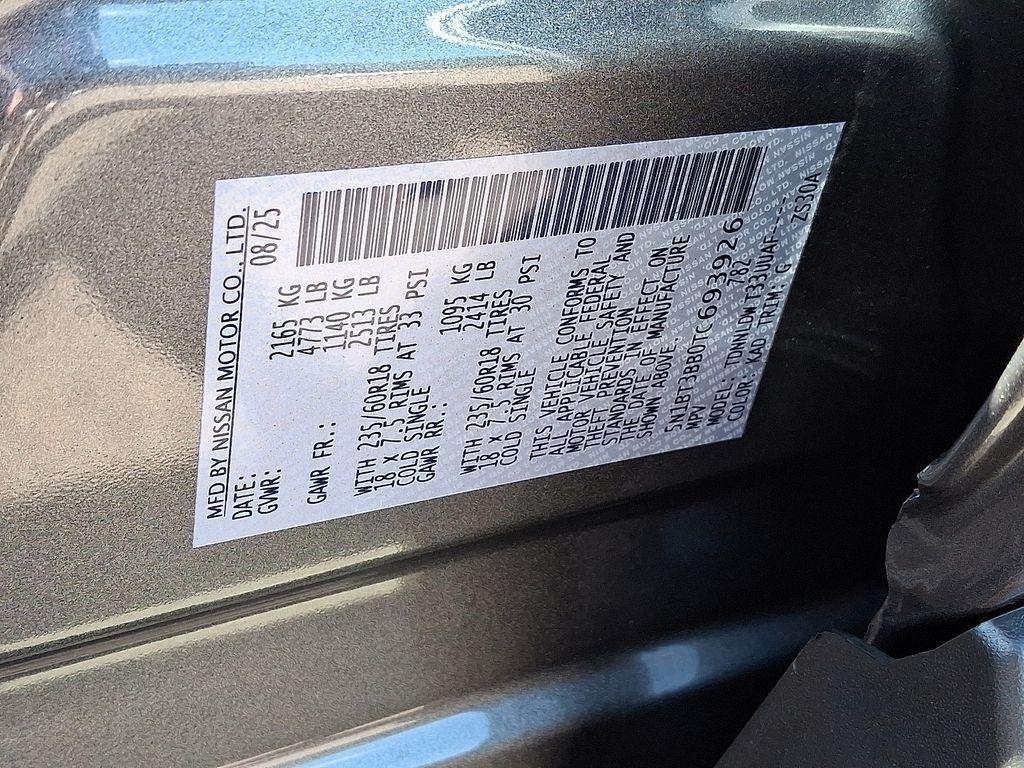 MFD BY NISSAN MOTOR CO., LTD.
DATE: 08/25
GVWR: 2165 KG
4773 LB
GAWR FR.: 1140 KG
2513 LB
WITH 235/60R18 TIRES
18 X 7.5 RIMS AT 33 PSI
COLD SINGLE
GAWR RR.: 1095 KG
2414 LB
WITH 235/60R18 TIRES
18 X 7.5 RIMS AT 30 PSI
COLD SINGLE
THIS VEHICLE CONFORMS TO
ALL APPLICABLE FEDERAL
MOTOR VEHICLE SAFETY AND
THEFT PREVENTION
STANDARDS IN EFFECT ON
THE DATE OF MANUFACTURE
SHOWN ABOVE.
5N1BT3BB0TC693926
MPV 782
MODEL: TDWNLDWT33UUAF----
COLOR: KAD TRIM: G ZS30A